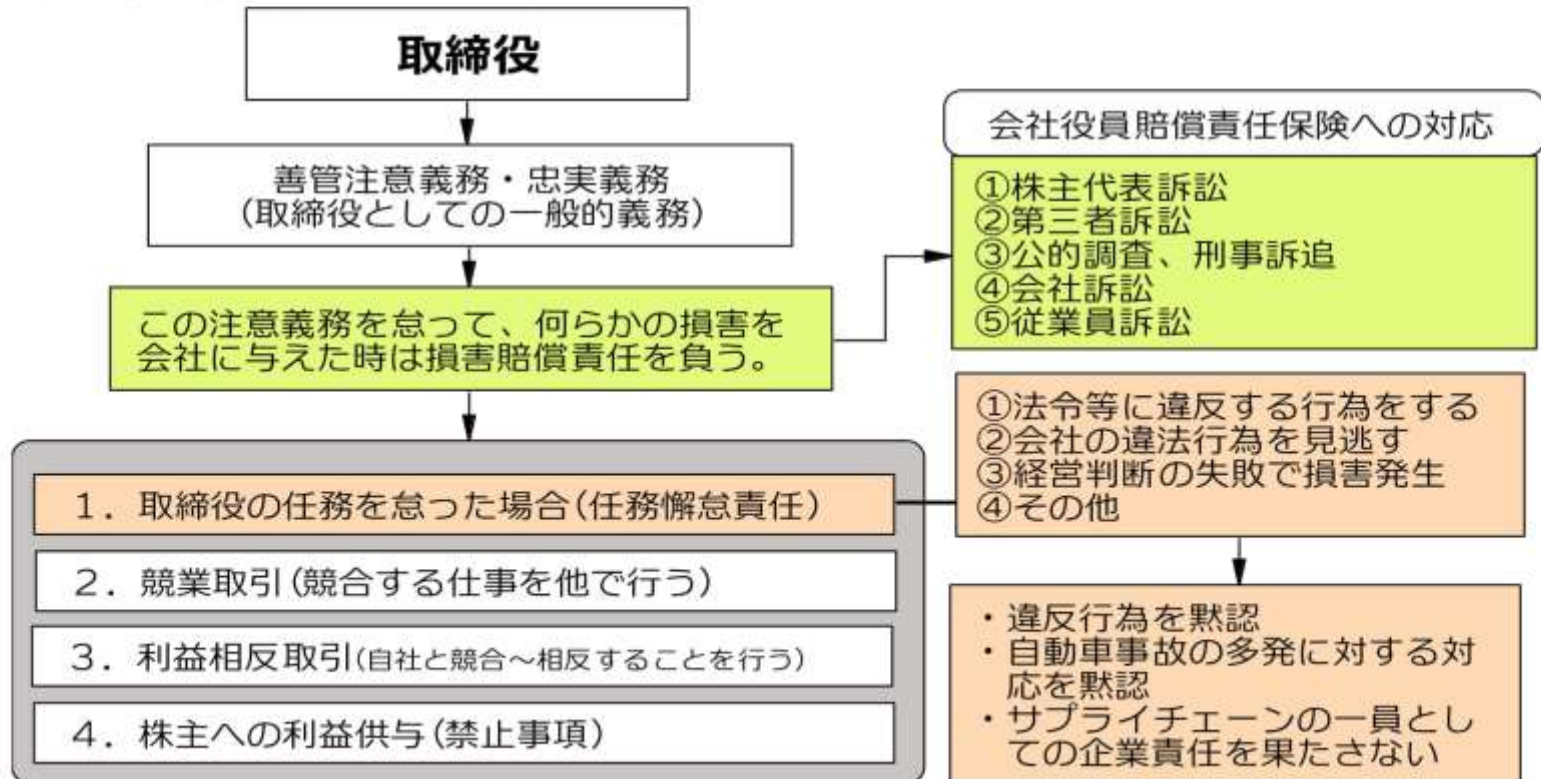 取締役
善管注意義務・忠実義務
(取締役としての一般的義務)
この注意義務を怠って、何らかの損害を
会社に与えた時は損害賠償責任を負う。
会社役員賠償責任保険への対応
①株主代表訴訟
②第三者訴訟
③公的調査、刑事訴追
④会社訴訟
⑤従業員訴訟
1．取締役の任務を怠った場合(任務懈怠責任)
2．競業取引(競合する仕事を他で行う)
3．利益相反取引(自社と競合～相反することを行う)
4．株主への利益供与(禁止事項)
①法令等に違反する行為をする
②会社の違法行為を見逃す
③経営判断の失敗で損害発生
④その他
・違反行為を黙認
・自動車事故の多発に対する対
応を黙認
・サプライチェーンの一員とし
ての企業責任を果たさない